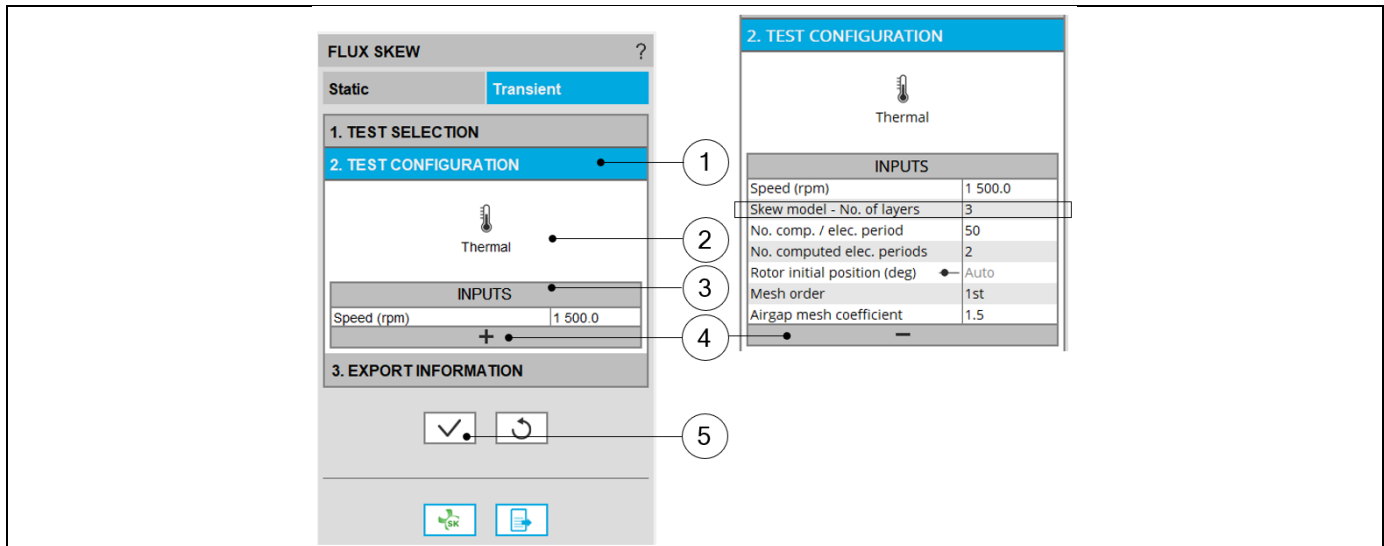 FLUX SKEW ?
Static Transient
1. TEST SELECTION
2. TEST CONFIGURATION
Thermal
INPUTS
Speed (rpm) 1 500.0
+
3. EXPORT INFORMATION
SK
1
2
3
4
5
2. TEST CONFIGURATION
Thermal
INPUTS
Speed (rpm) 1 500.0
Skew model - No. of layers 3
No. comp. / elec. period 50
No. computed elec. periods 2
Rotor initial position (deg) Auto
Mesh order 1st
Airgap mesh coefficient 1.5
−